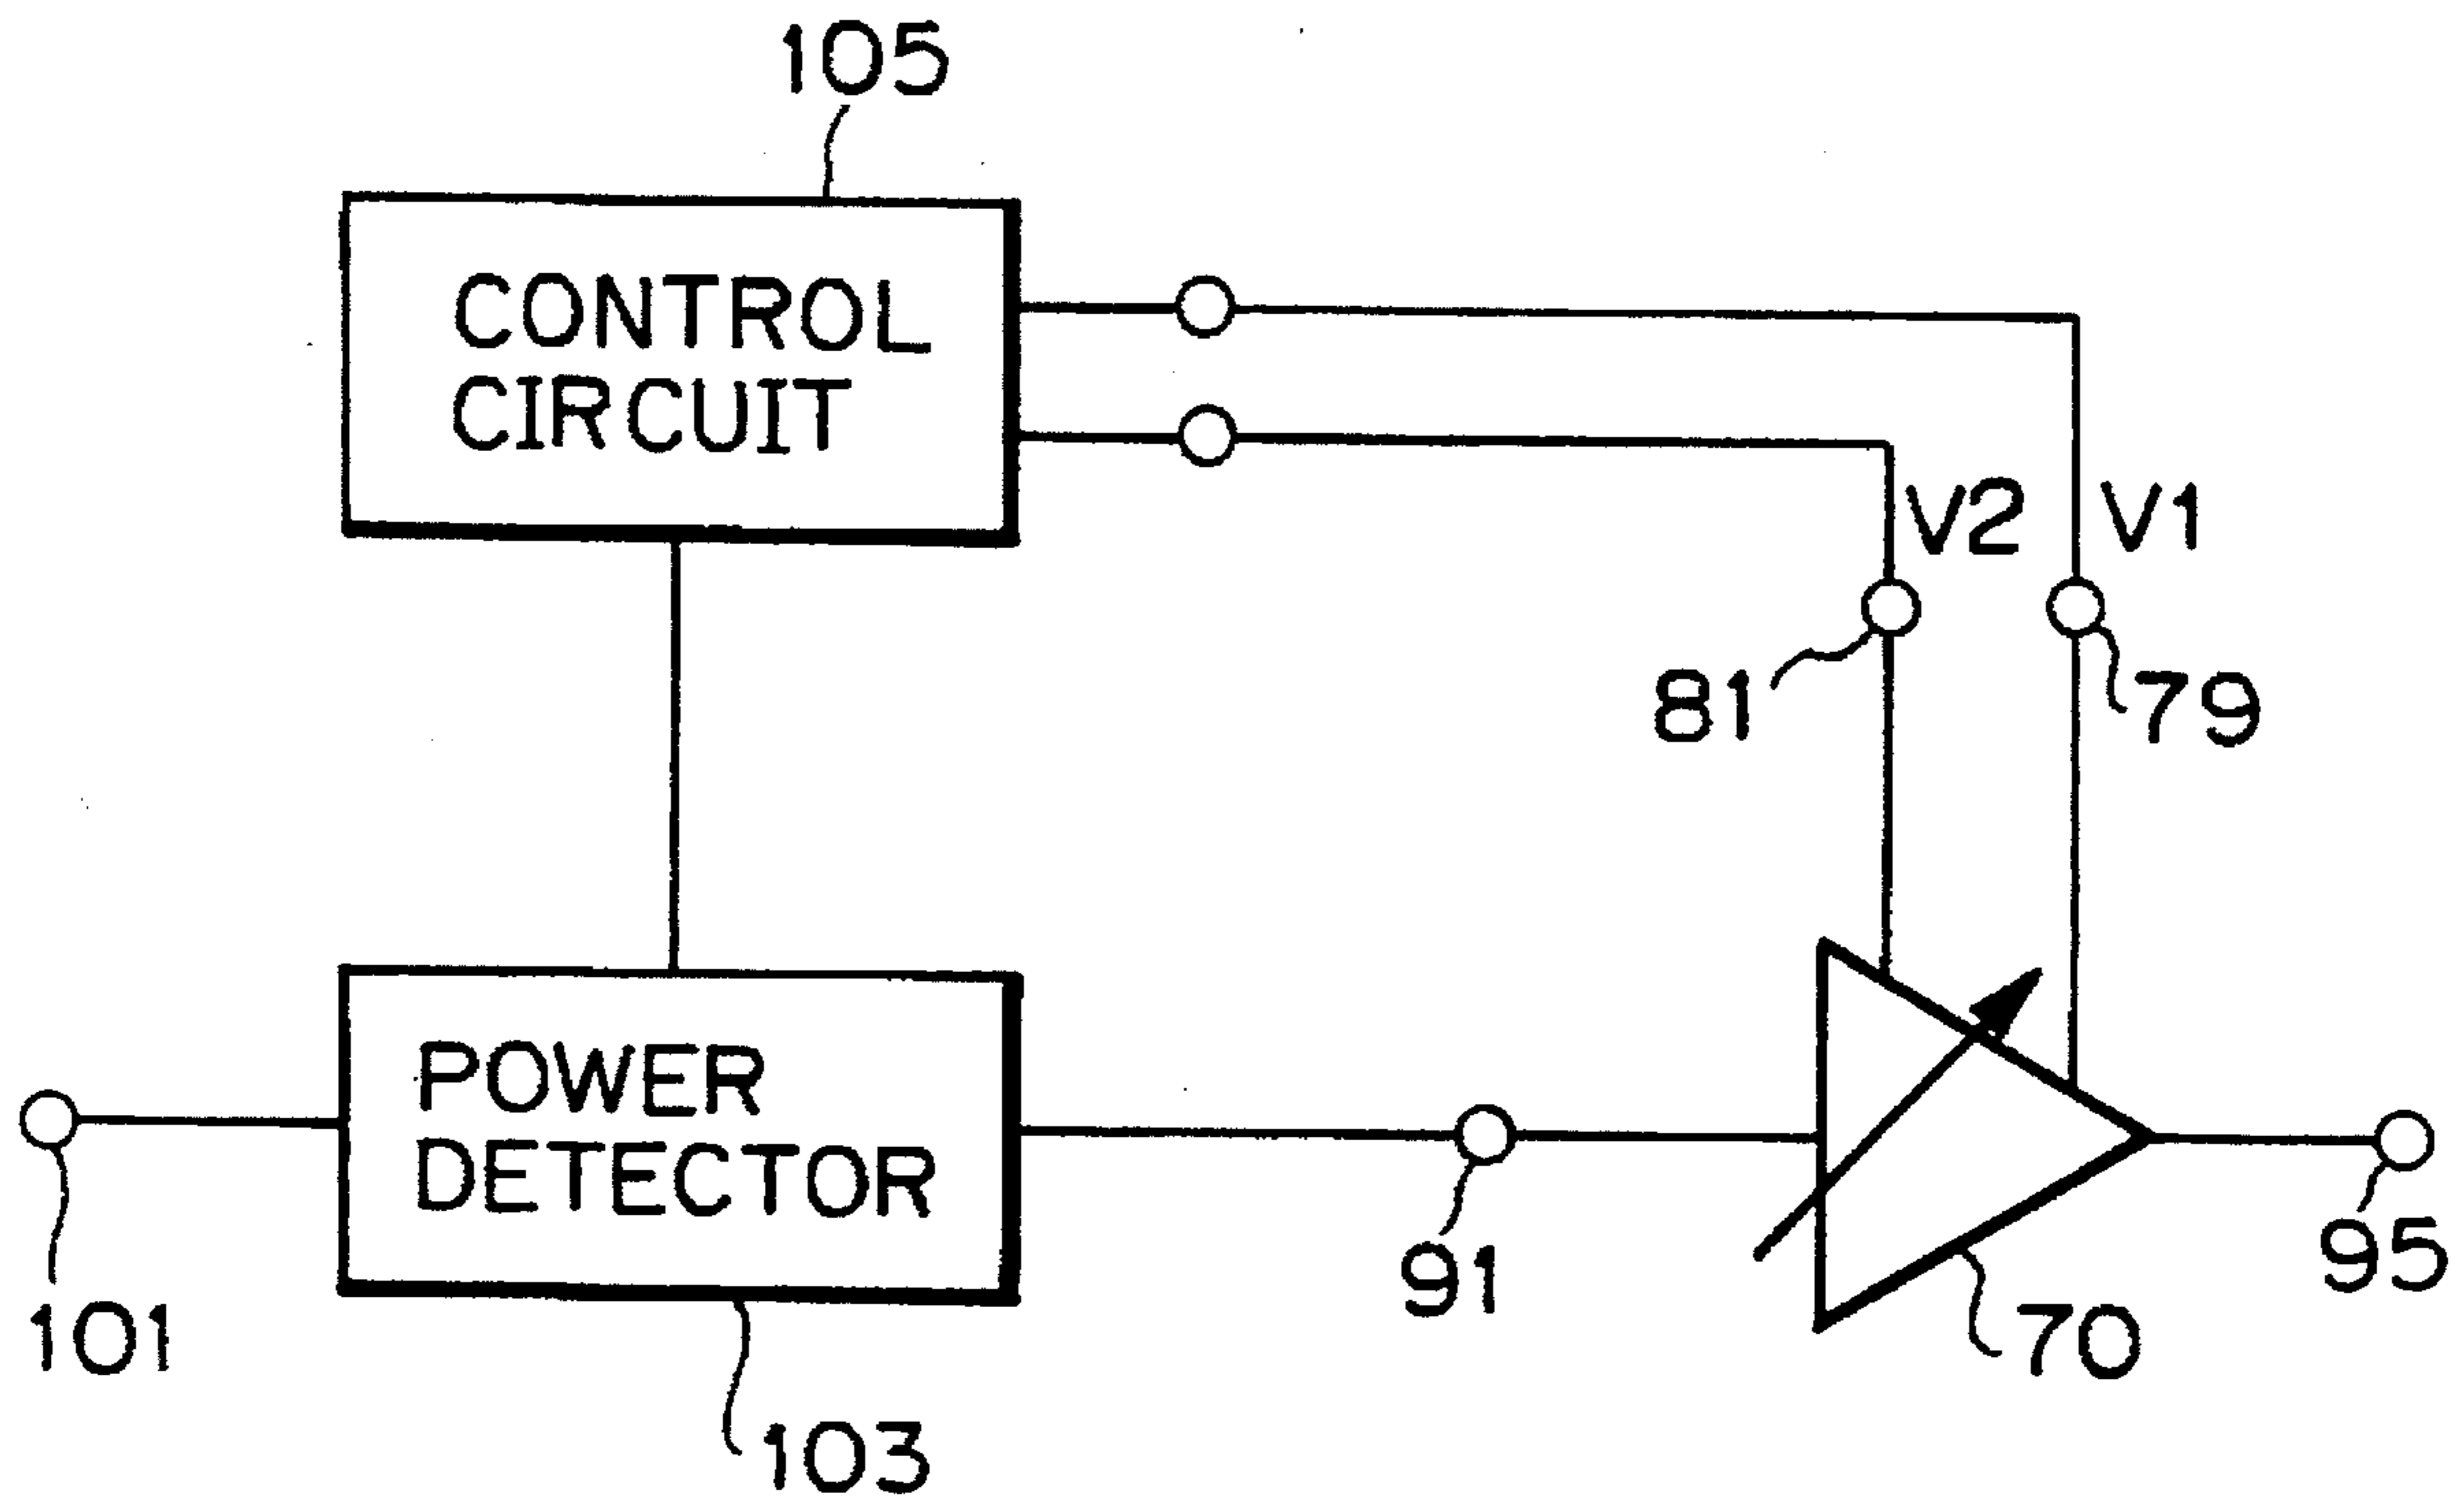 105
CONTROL
CIRCUIT
V2 V1
81 79
POWER
DETECTOR
91
95
101
70
103